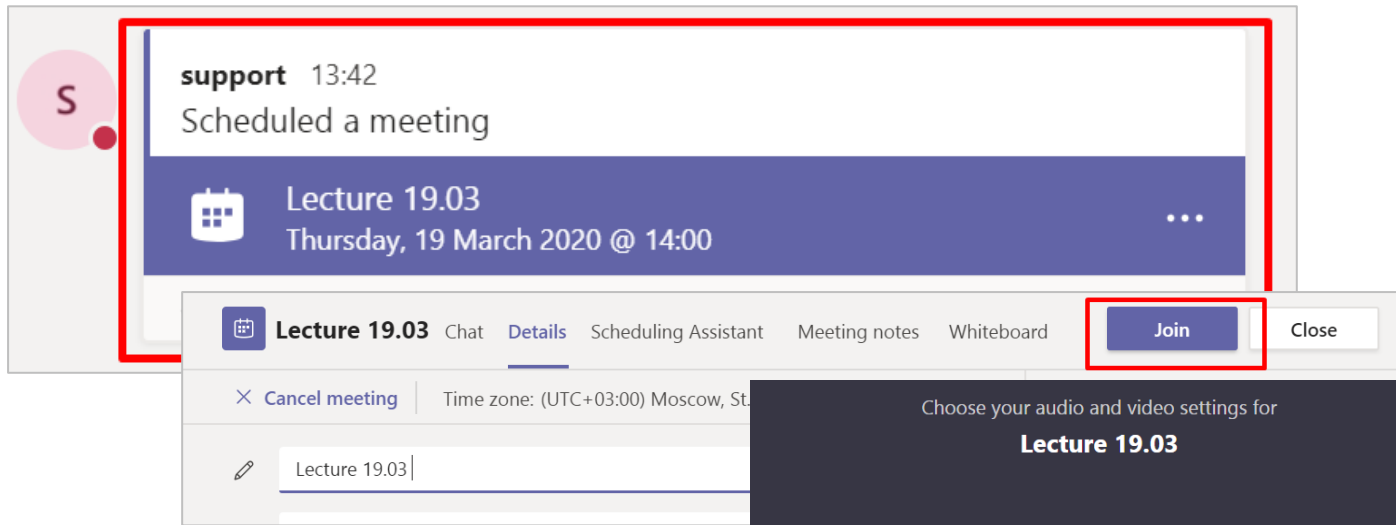 S
support 13:42
Scheduled a meeting
Lecture 19.03
Thursday, 19 March 2020 @ 14:00
Lecture 19.03 Chat Details Scheduling Assistant Meeting notes Whiteboard Join Close
Cancel meeting Time zone: (UTC+03:00) Moscow, St.
Choose your audio and video settings for
Lecture 19.03
Lecture 19.03